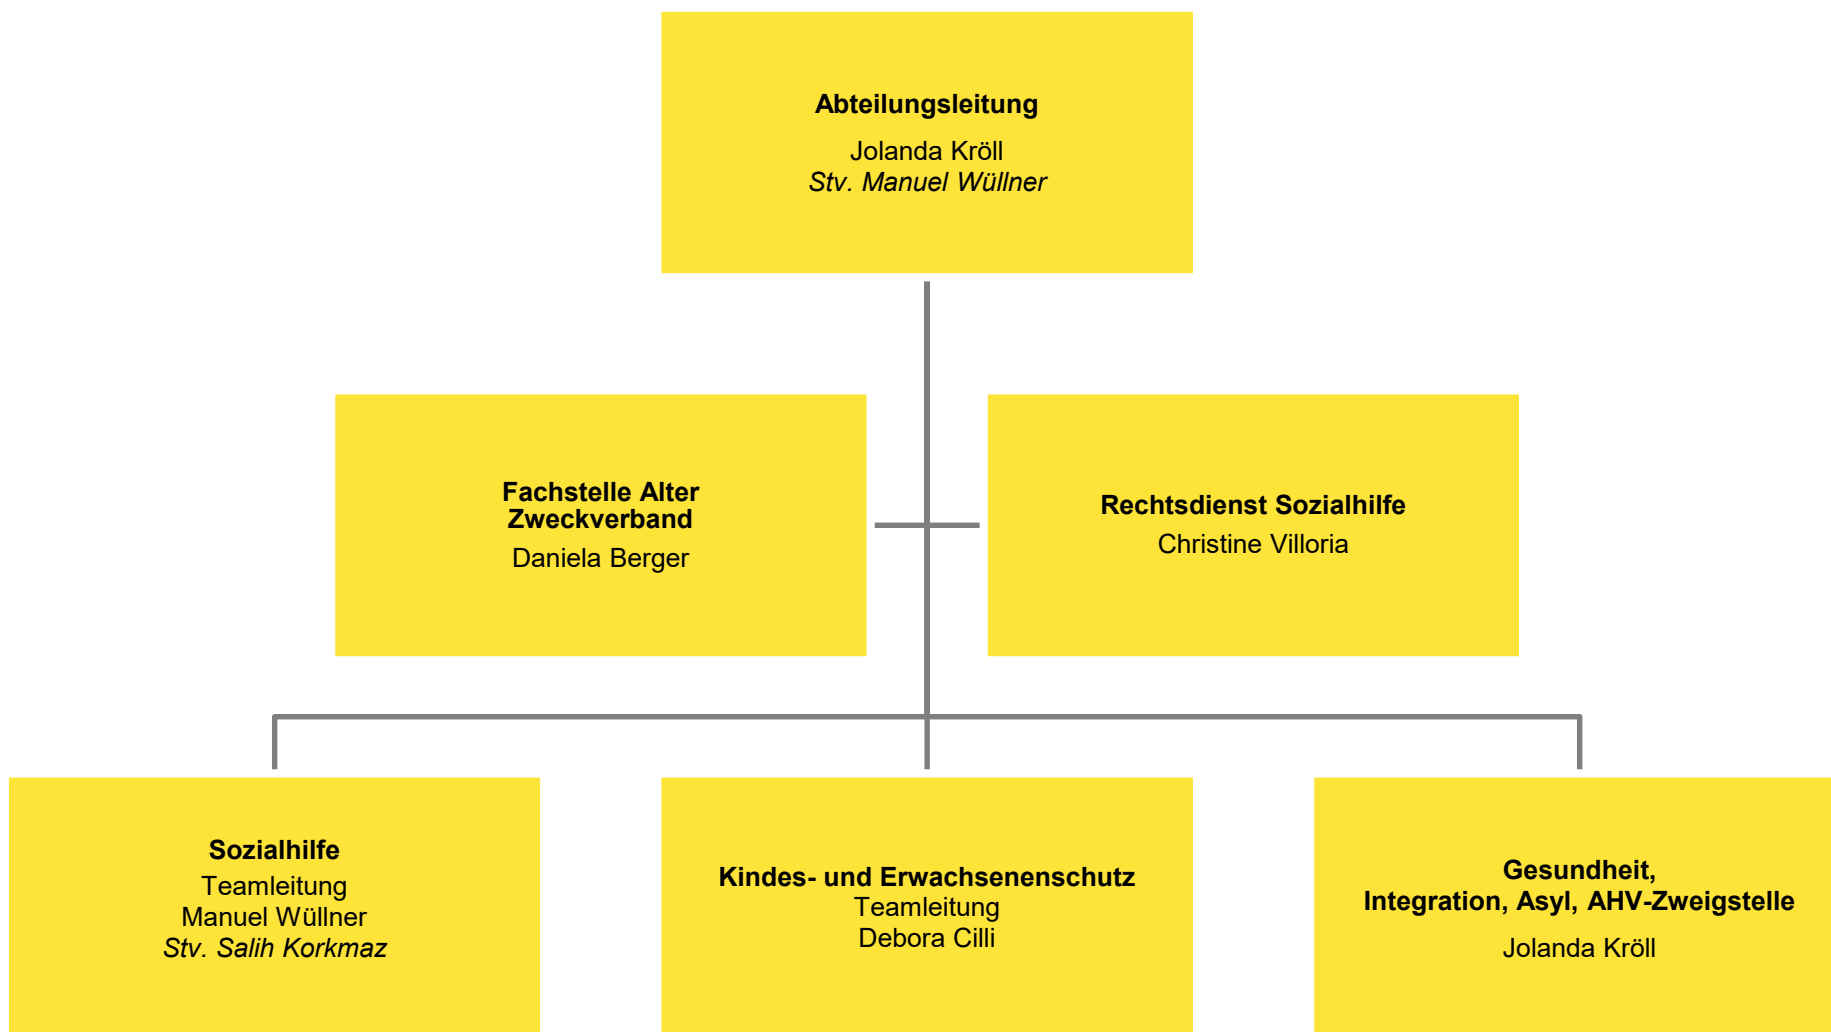 Abteilungsleitung
Jolanda Kröll
Stv. Manuel Wüllner
Fachstelle Alter
Zweckverband
Daniela Berger
Rechtsdienst Sozialhilfe
Christine Villoria
Sozialhilfe
Teamleitung
Manuel Wüllner
Stv. Salih Korkmaz
Kindes- und Erwachsenenschutz
Teamleitung
Debora Cilli
Gesundheit,
Integration, Asyl, AHV-Zweigstelle
Jolanda Kröll